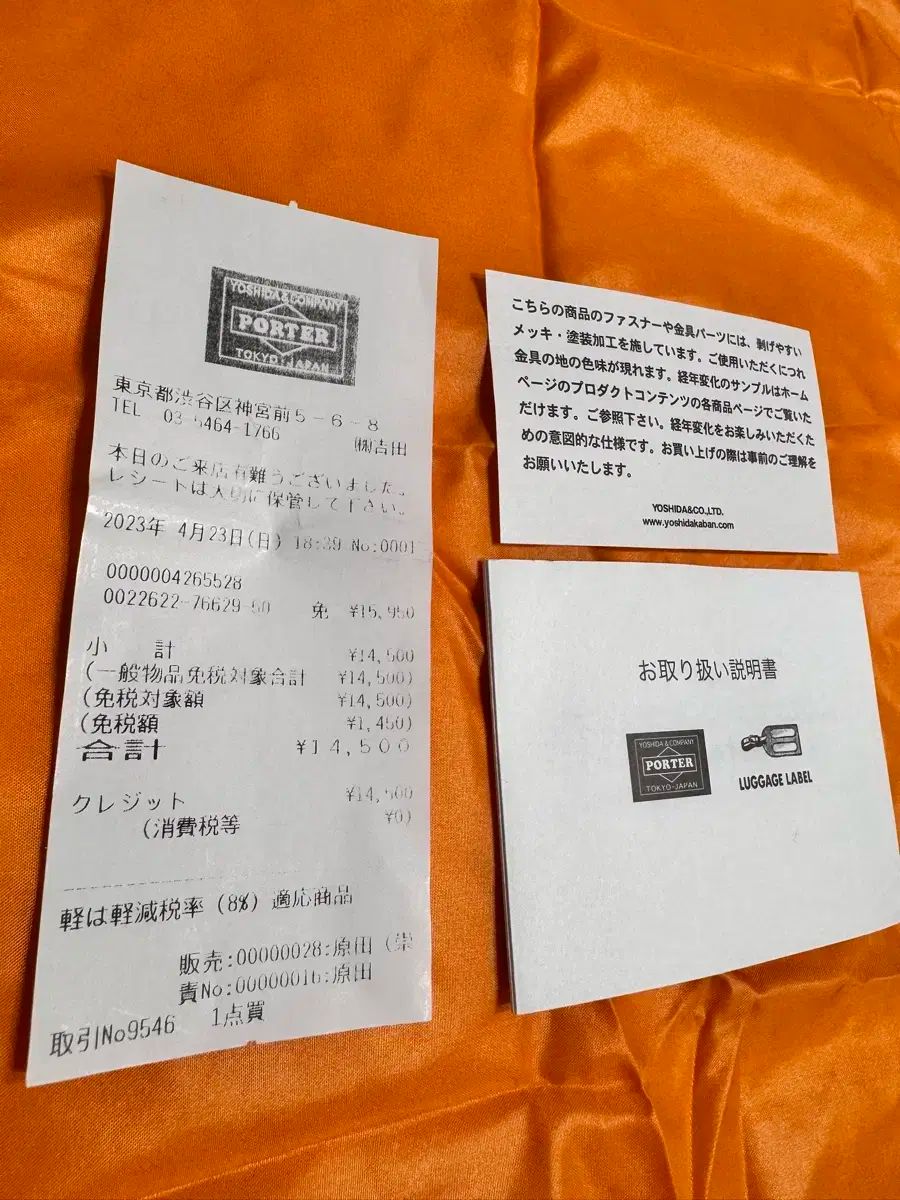 YOSHIDA & COMPANY
PORTER
TOKYO-JAPAN
東京都渋谷区神宮前5-6-8
TEL 03-5464-1766 ㈱吉田
本日のご来店有難うございました。
レシートは大切に保管して下さい。
2023年 4月23日(日) 18:39 No:0001
0000004265528
0022622-76629-50 免 ¥15,950
小 計 ¥14,500
(一般物品免税対象合計 ¥14,500)
(免税対象額 ¥14,500)
(免税額 ¥1,450)
合計 ¥14,500
クレジット ¥14,500
(消費税等 ¥0)
軽は軽減税率(8%)適応商品
販売:00000028:原田(崇
責No:00000016:原田
取引No9546 1点買
こちらの商品のファスナーや金具パーツには、剥げやすい
メッキ・塗装加工を施しています。ご使用いただくにつれ
金具の地の色味が現れます。経年変化のサンプルはホーム
ページのプロダクトコンテンツの各商品ページでご覧いた
だけます。ご参照下さい。経年変化をお楽しみいただくた
めの意図的な仕様です。お買い上げの際は事前のご理解を
お願いいたします。
YOSHIDA&CO.,LTD.
www.yoshidakaban.com
お取り扱い説明書
YOSHIDA & COMPANY
PORTER
TOKYO-JAPAN
LUGGAGE LABEL